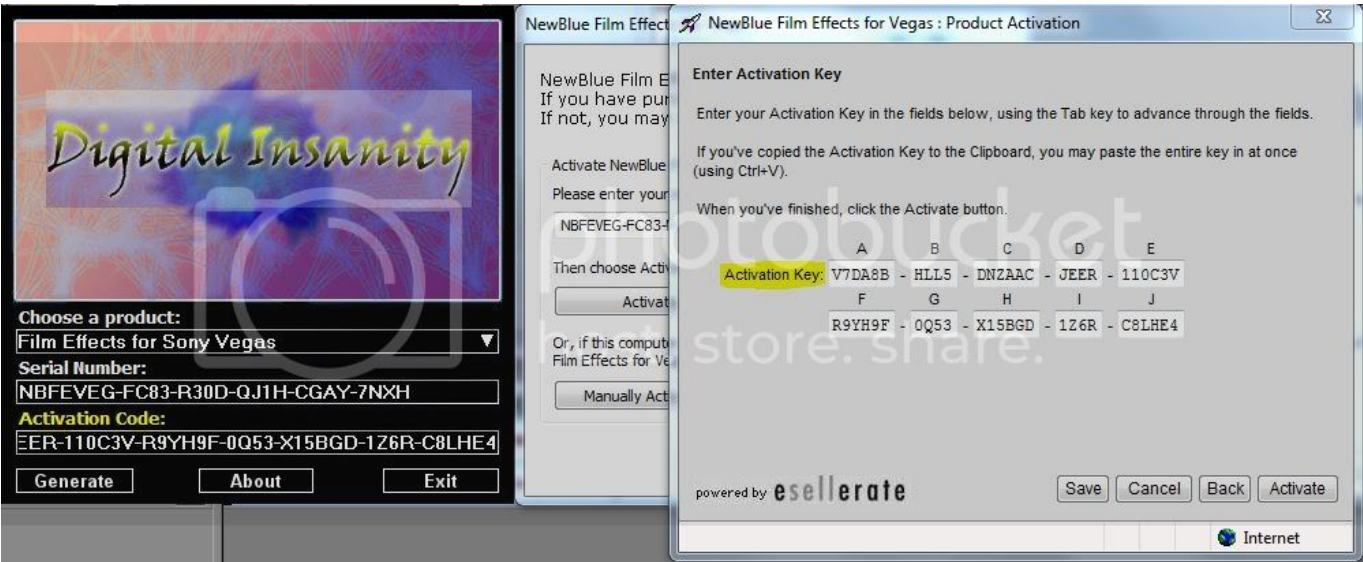 Digital Insanity
Choose a product:
Film Effects for Sony Vegas
Serial Number:
NBFEVEG-FC83-R30D-QJ1H-CGAY-7NXH
Activation Code:
EER-110C3V-R9YH9F-0Q53-X15BGD-1Z6R-C8LHE4
Generate About Exit
NewBlue Film Effect
NewBlue Film E
If you have pur
If not, you may
Activate NewBlue
Please enter your
NBFEVEG-FC83-
Then choose Activ
Activat
Or, if this compute
Film Effects for Ve
Manually Act
NewBlue Film Effects for Vegas : Product Activation
Enter Activation Key
Enter your Activation Key in the fields below, using the Tab key to advance through the fields.
If you've copied the Activation Key to the Clipboard, you may paste the entire key in at once
(using Ctrl+V).
When you've finished, click the Activate button.
A B C D E
Activation Key: V7DA8B - HLL5 - DNZAAC - JEER - 110C3V
F G H I J
R9YH9F - 0Q53 - X15BGD - 1Z6R - C8LHE4
powered by esellerate
Save Cancel Back Activate
Internet
photobucket
host. store. share.